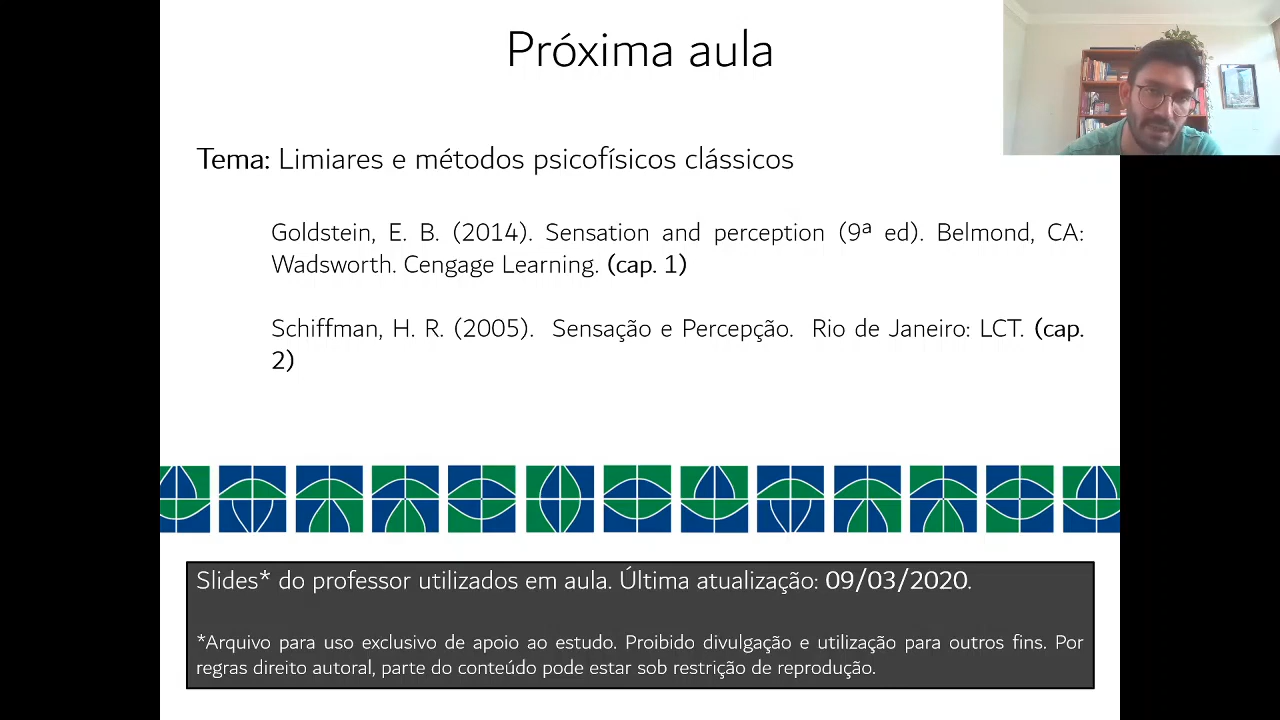 Próxima aula
Tema: Limiares e métodos psicofísicos clássicos
Goldstein, E. B. (2014). Sensation and perception (9ª ed). Belmond, CA:
Wadsworth. Cengage Learning. (cap. 1)
Schiffman, H. R. (2005). Sensação e Percepção. Rio de Janeiro: LCT. (cap.
2)
Slides* do professor utilizados em aula. Última atualização: 09/03/2020.
*Arquivo para uso exclusivo de apoio ao estudo. Proibido divulgação e utilização para outros fins. Por
regras direito autoral, parte do conteúdo pode estar sob restrição de reprodução.